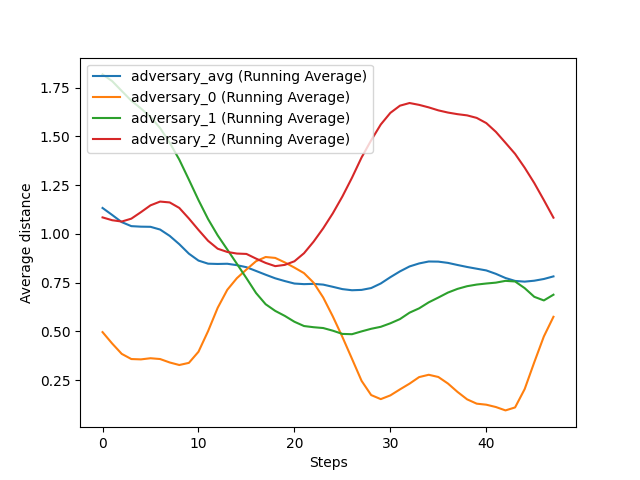 adversary_avg (Running Average)
adversary_0 (Running Average)
adversary_1 (Running Average)
adversary_2 (Running Average)
1.75
1.50
1.25
1.00
0.75
0.50
0.25
Average distance
0 10 20 30 40
Steps